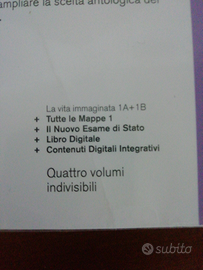 ampliare la scelta antologica del
La vita immaginata 1A+1B
+ Tutte le Mappe 1
+ Il Nuovo Esame di Stato
+ Libro Digitale
+ Contenuti Digitali Integrativi
Quattro volumi
indivisibili
subito